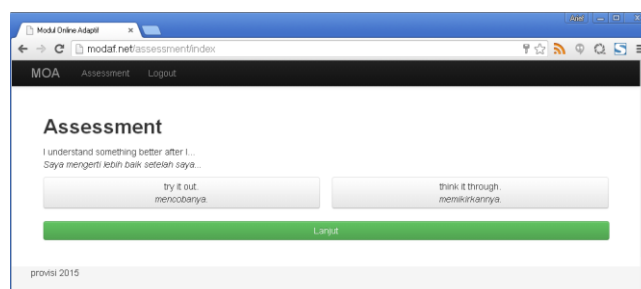 Modul Online Adaptif
modaf.net/assessment/index
MOA Assessment Logout
Assessment
I understand something better after I...
Saya mengerti lebih baik setelah saya...
try it out. think it through.
mencobanya. memikirkannya.
Lanjut
provisi 2015